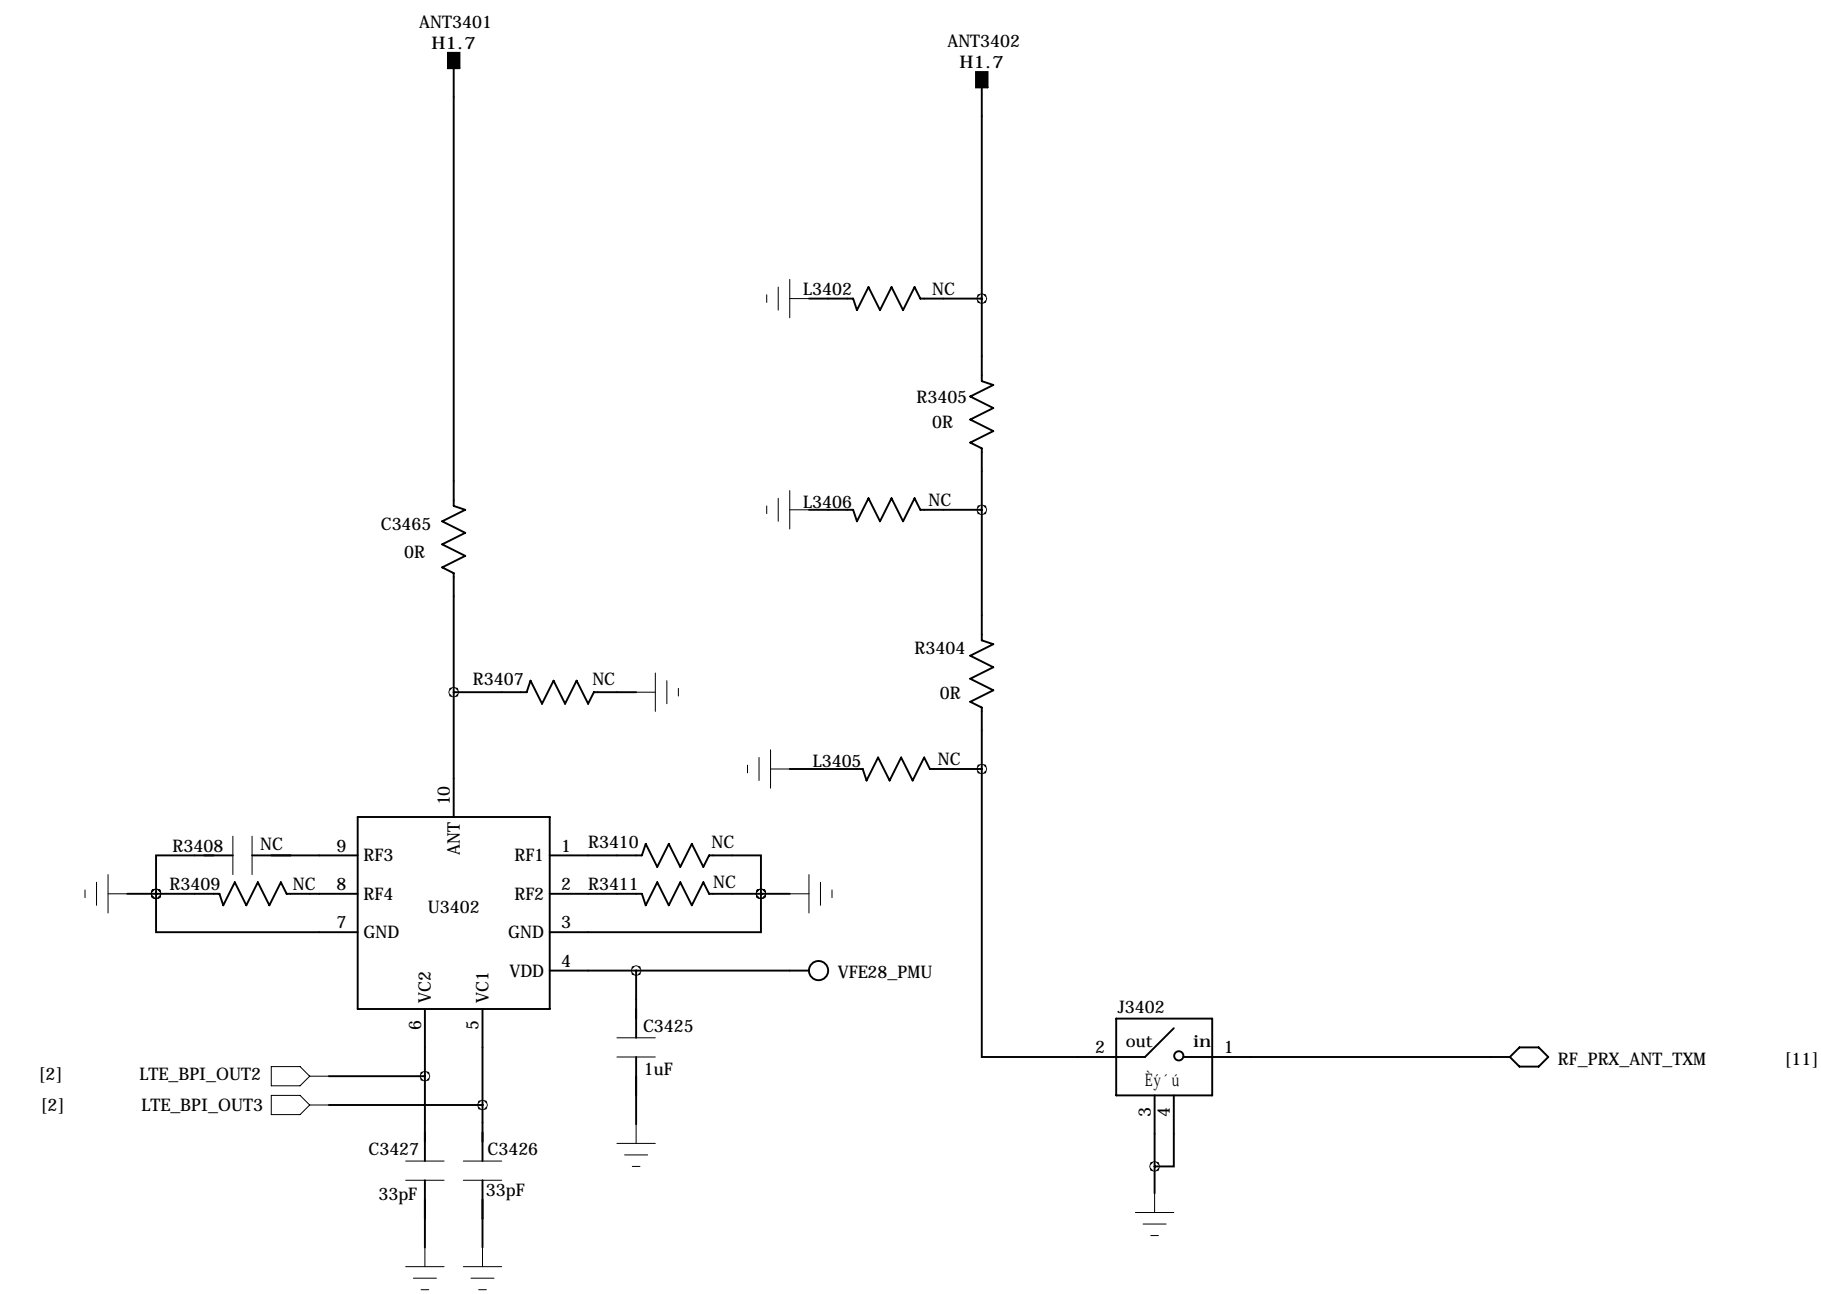 ANT3401
H1.7
ANT3402
H1.7
L3402 NC
R3405
0R
L3406 NC
C3465
0R
R3404
0R
R3407 NC
L3405 NC
10
ANT
R3408 NC 9 RF3
RF1 1 R3410 NC
R3409 NC 8 RF4
RF2 2 R3411 NC
U3402
7 GND
GND 3
VDD 4
VFE28_PMU
VC2
VC1
6
5
C3425
1uF
J3402
out in
2
1
Èý´ú
3
4
RF_PRX_ANT_TXM [11]
[2] LTE_BPI_OUT2
[2] LTE_BPI_OUT3
C3427
33pF
C3426
33pF